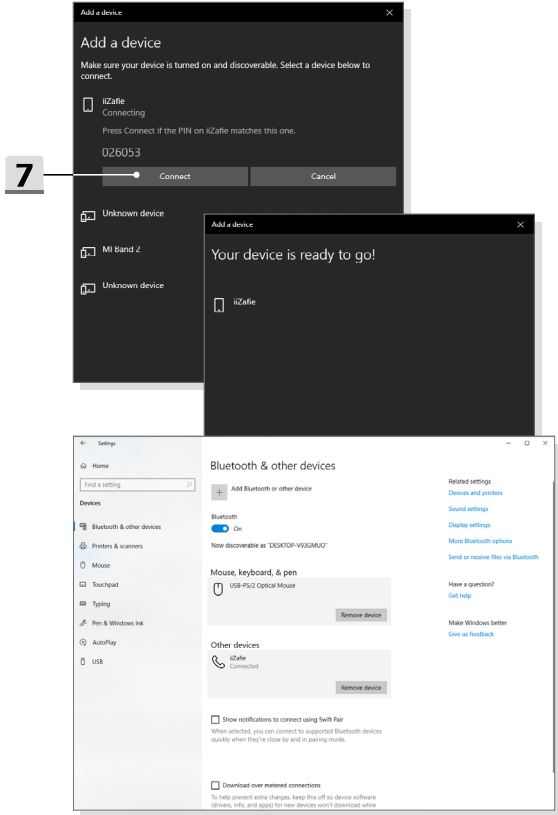 Add a device
Add a device
Make sure your device is turned on and discoverable. Select a device below to
connect.
iiZafie
Connecting
Press Connect if the PIN on iiZafie matches this one.
026053
Connect
Cancel
7
Unknown device
MI Band 2
Unknown device
Add a device
Your device is ready to go!
iiZafie
Settings
Home
Find a setting
Devices
Bluetooth & other devices
Printers & scanners
Mouse
Touchpad
Typing
Pen & Windows Ink
AutoPlay
USB
Bluetooth & other devices
Add Bluetooth or other device
Bluetooth
On
Now discoverable as "DESKTOP-V93GMUO"
Mouse, keyboard, & pen
USB-PS/2 Optical Mouse
Remove device
Other devices
iiZafie
Connected
Remove device
Show notifications to connect using Swift Pair
When selected, you can connect to supported Bluetooth devices
quickly when they're close by and in pairing mode.
Download over metered connections
To help prevent extra charges, keep this off so device software
(drivers, info, and apps) for new devices won't download while
Related settings
Devices and printers
Sound settings
Display settings
More Bluetooth options
Send or receive files via Bluetooth
Have a question?
Get help
Make Windows better
Give us feedback